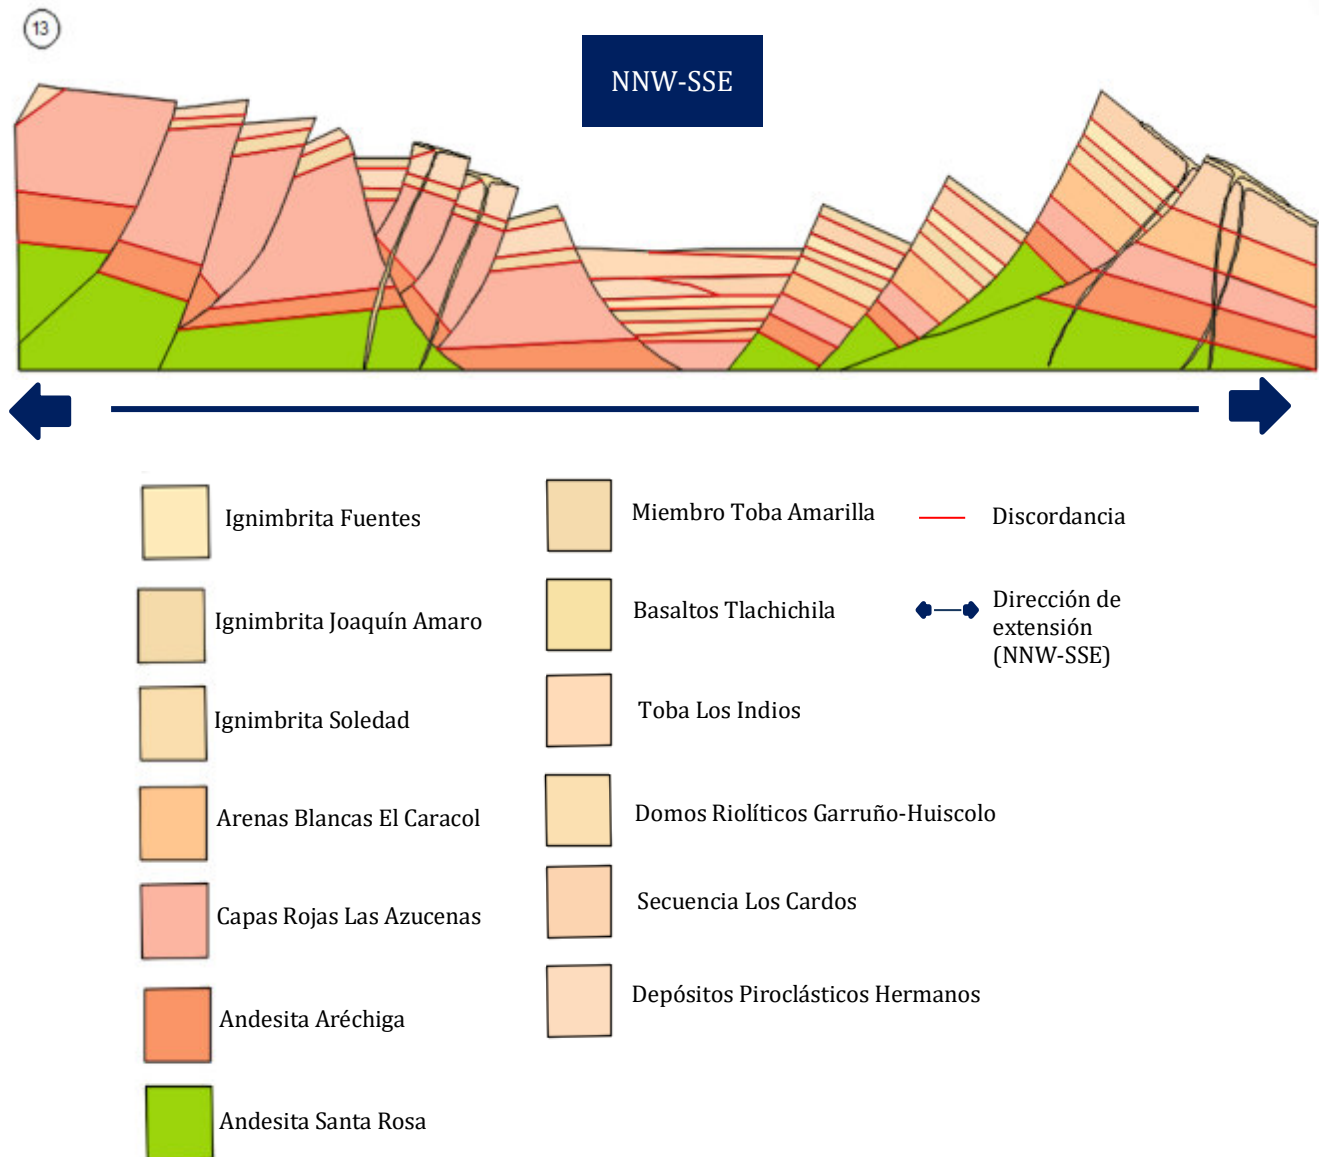 13
NNW-SSE
Ignimbrita Fuentes
Ignimbrita Joaquín Amaro
Ignimbrita Soledad
Arenas Blancas El Caracol
Capas Rojas Las Azucenas
Andesita Aréchiga
Andesita Santa Rosa
Miembro Toba Amarilla
Basaltos Tlachichila
Toba Los Indios
Domos Riolíticos Garruño-Huiscolo
Secuencia Los Cardos
Depósitos Piroclásticos Hermanos
Discordancia
Dirección de
extensión
(NNW-SSE)